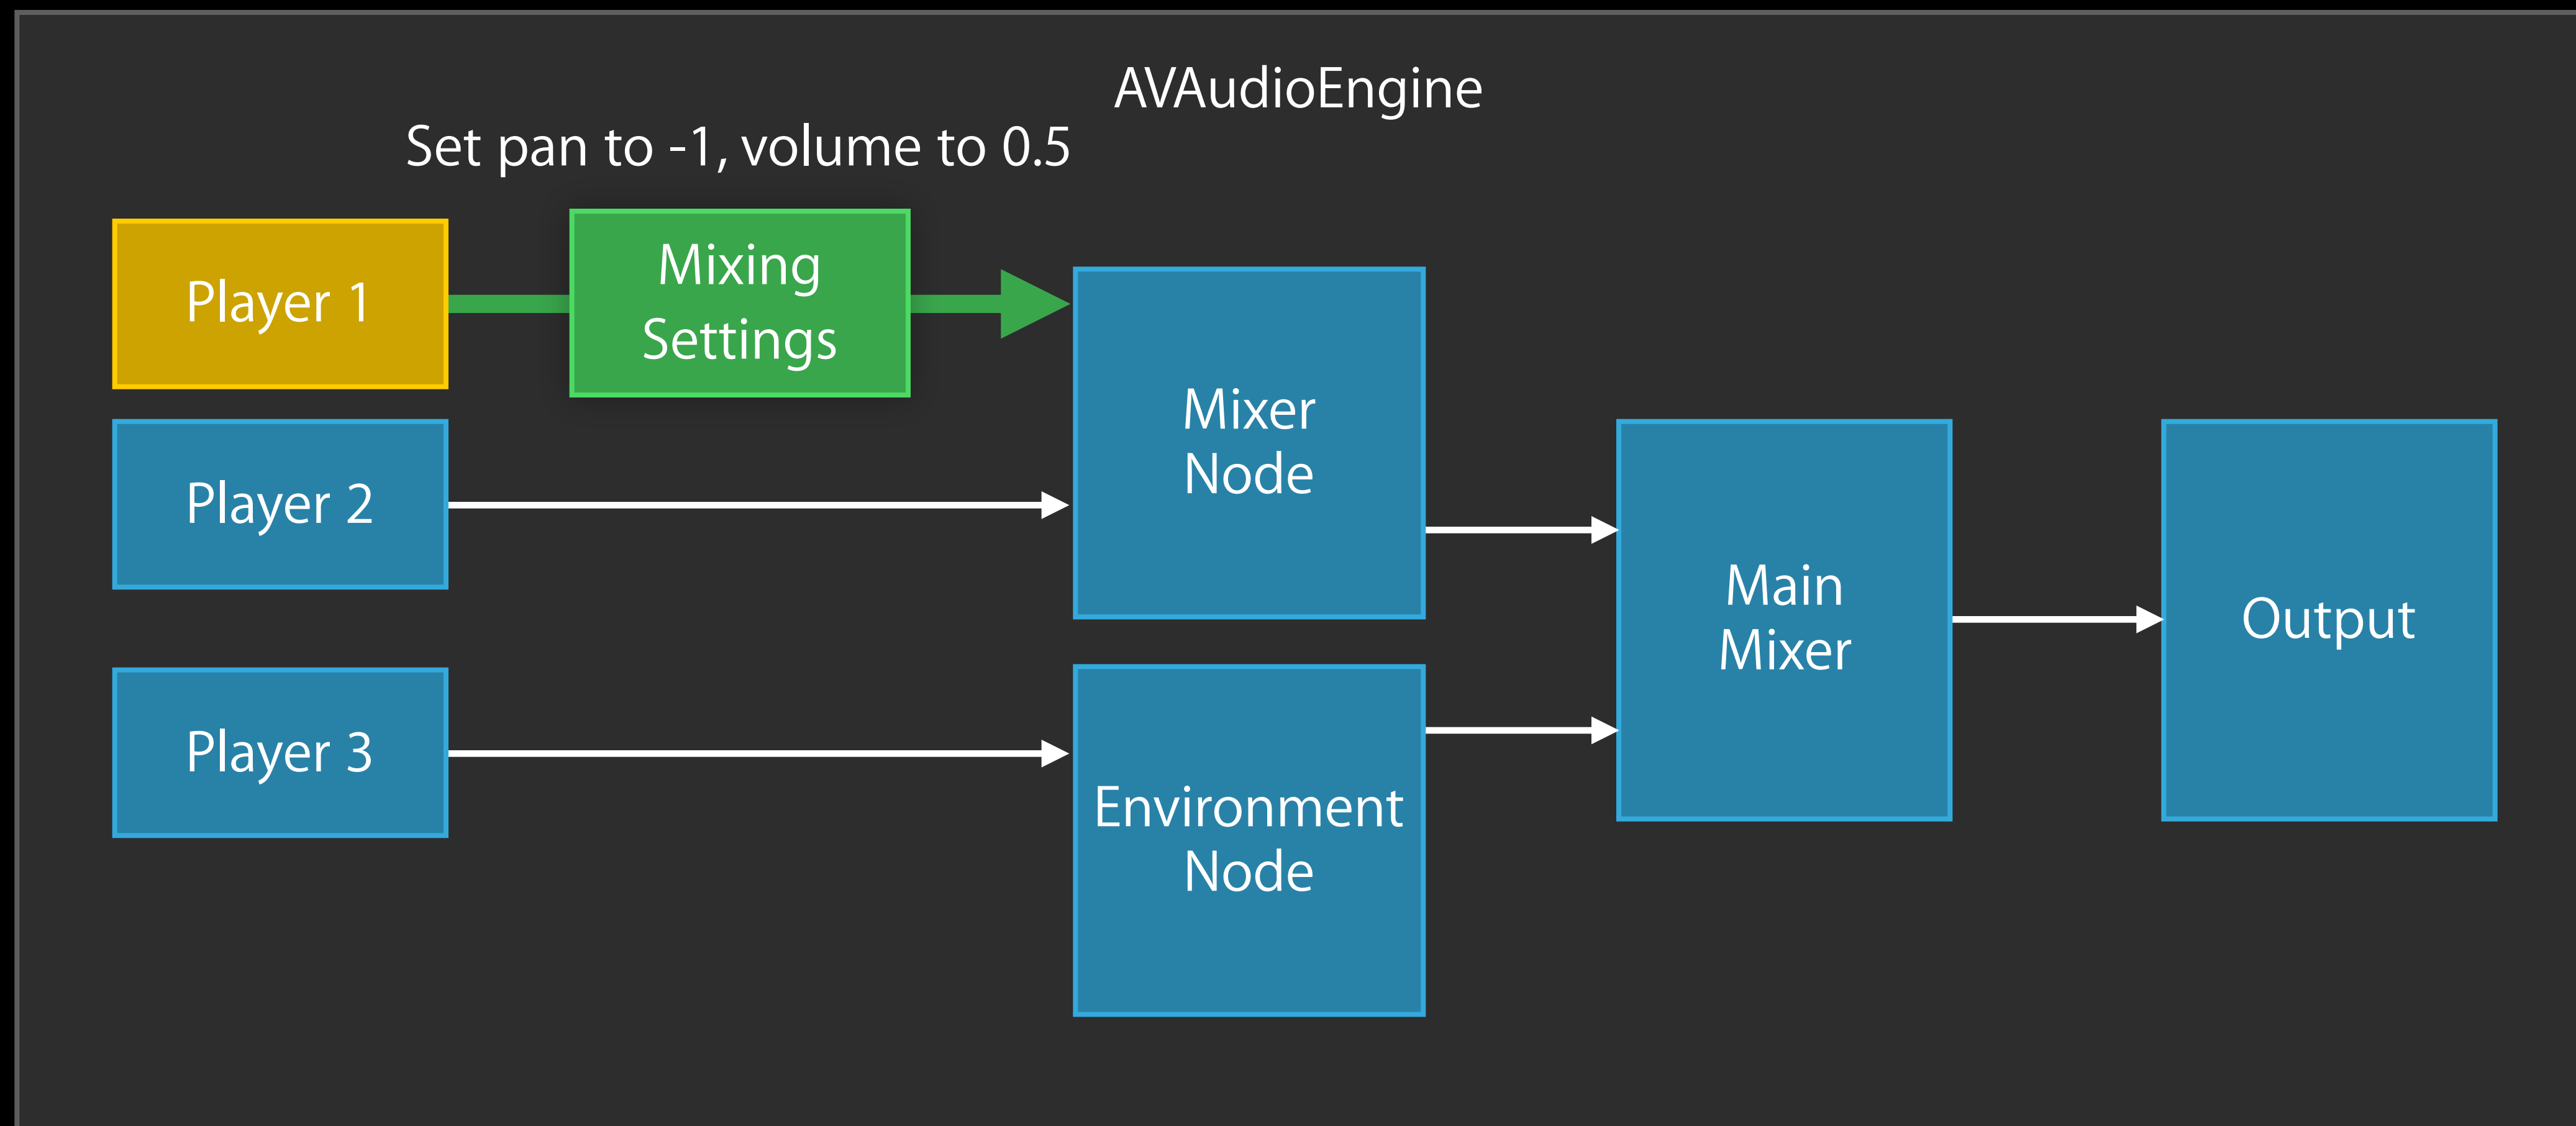 AVAudioEngine
Set pan to -1, volume to 0.5
Player 1
Mixing
Settings
Player 2
Mixer
Node
Player 3
Environment
Node
Main
Mixer
Output